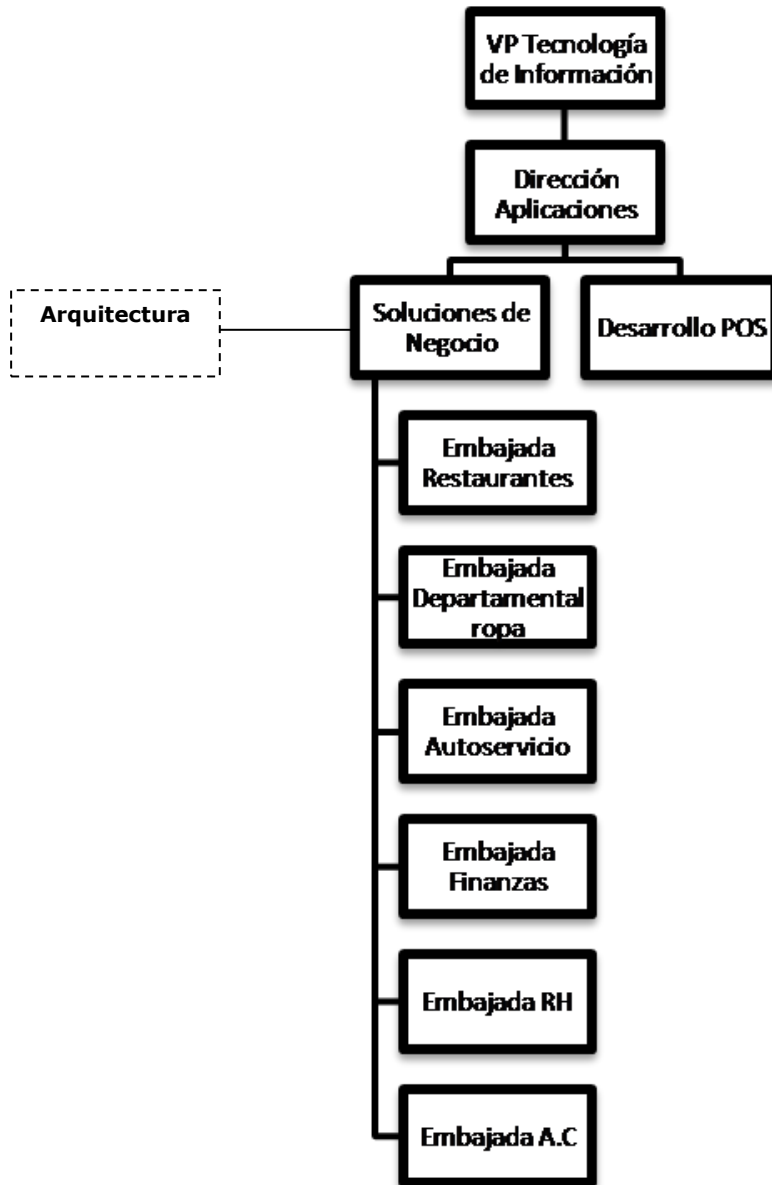 VP Tecnología
de Información
Dirección
Aplicaciones
Arquitectura
Soluciones de
Negocio
Desarrollo POS
Embajada
Restaurantes
Embajada
Departamental
ropa
Embajada
Autoservicio
Embajada
Finanzas
Embajada RH
Embajada A.C